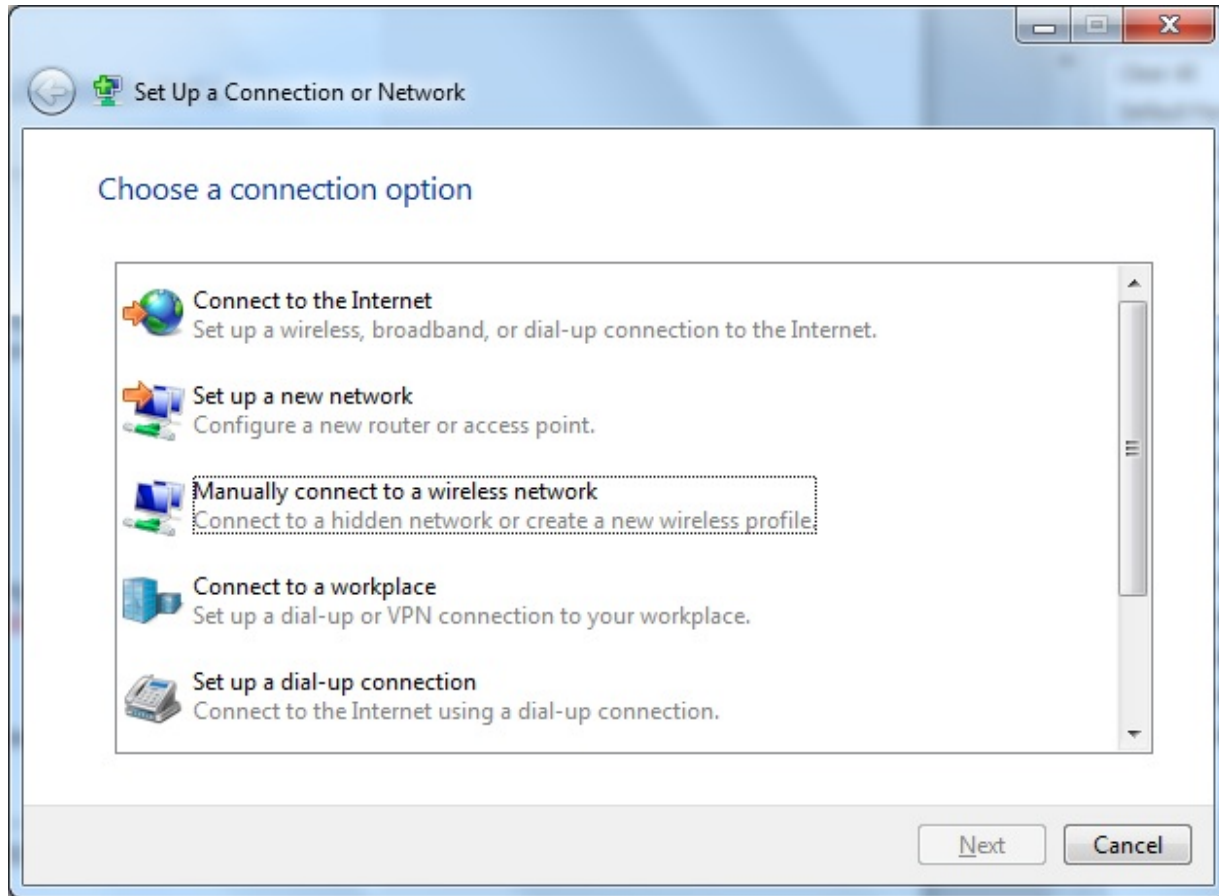 Set Up a Connection or Network
Choose a connection option
Connect to the Internet
Set up a wireless, broadband, or dial-up connection to the Internet.
Set up a new network
Configure a new router or access point.
Manually connect to a wireless network
Connect to a hidden network or create a new wireless profile.
Connect to a workplace
Set up a dial-up or VPN connection to your workplace.
Set up a dial-up connection
Connect to the Internet using a dial-up connection.
Next
Cancel